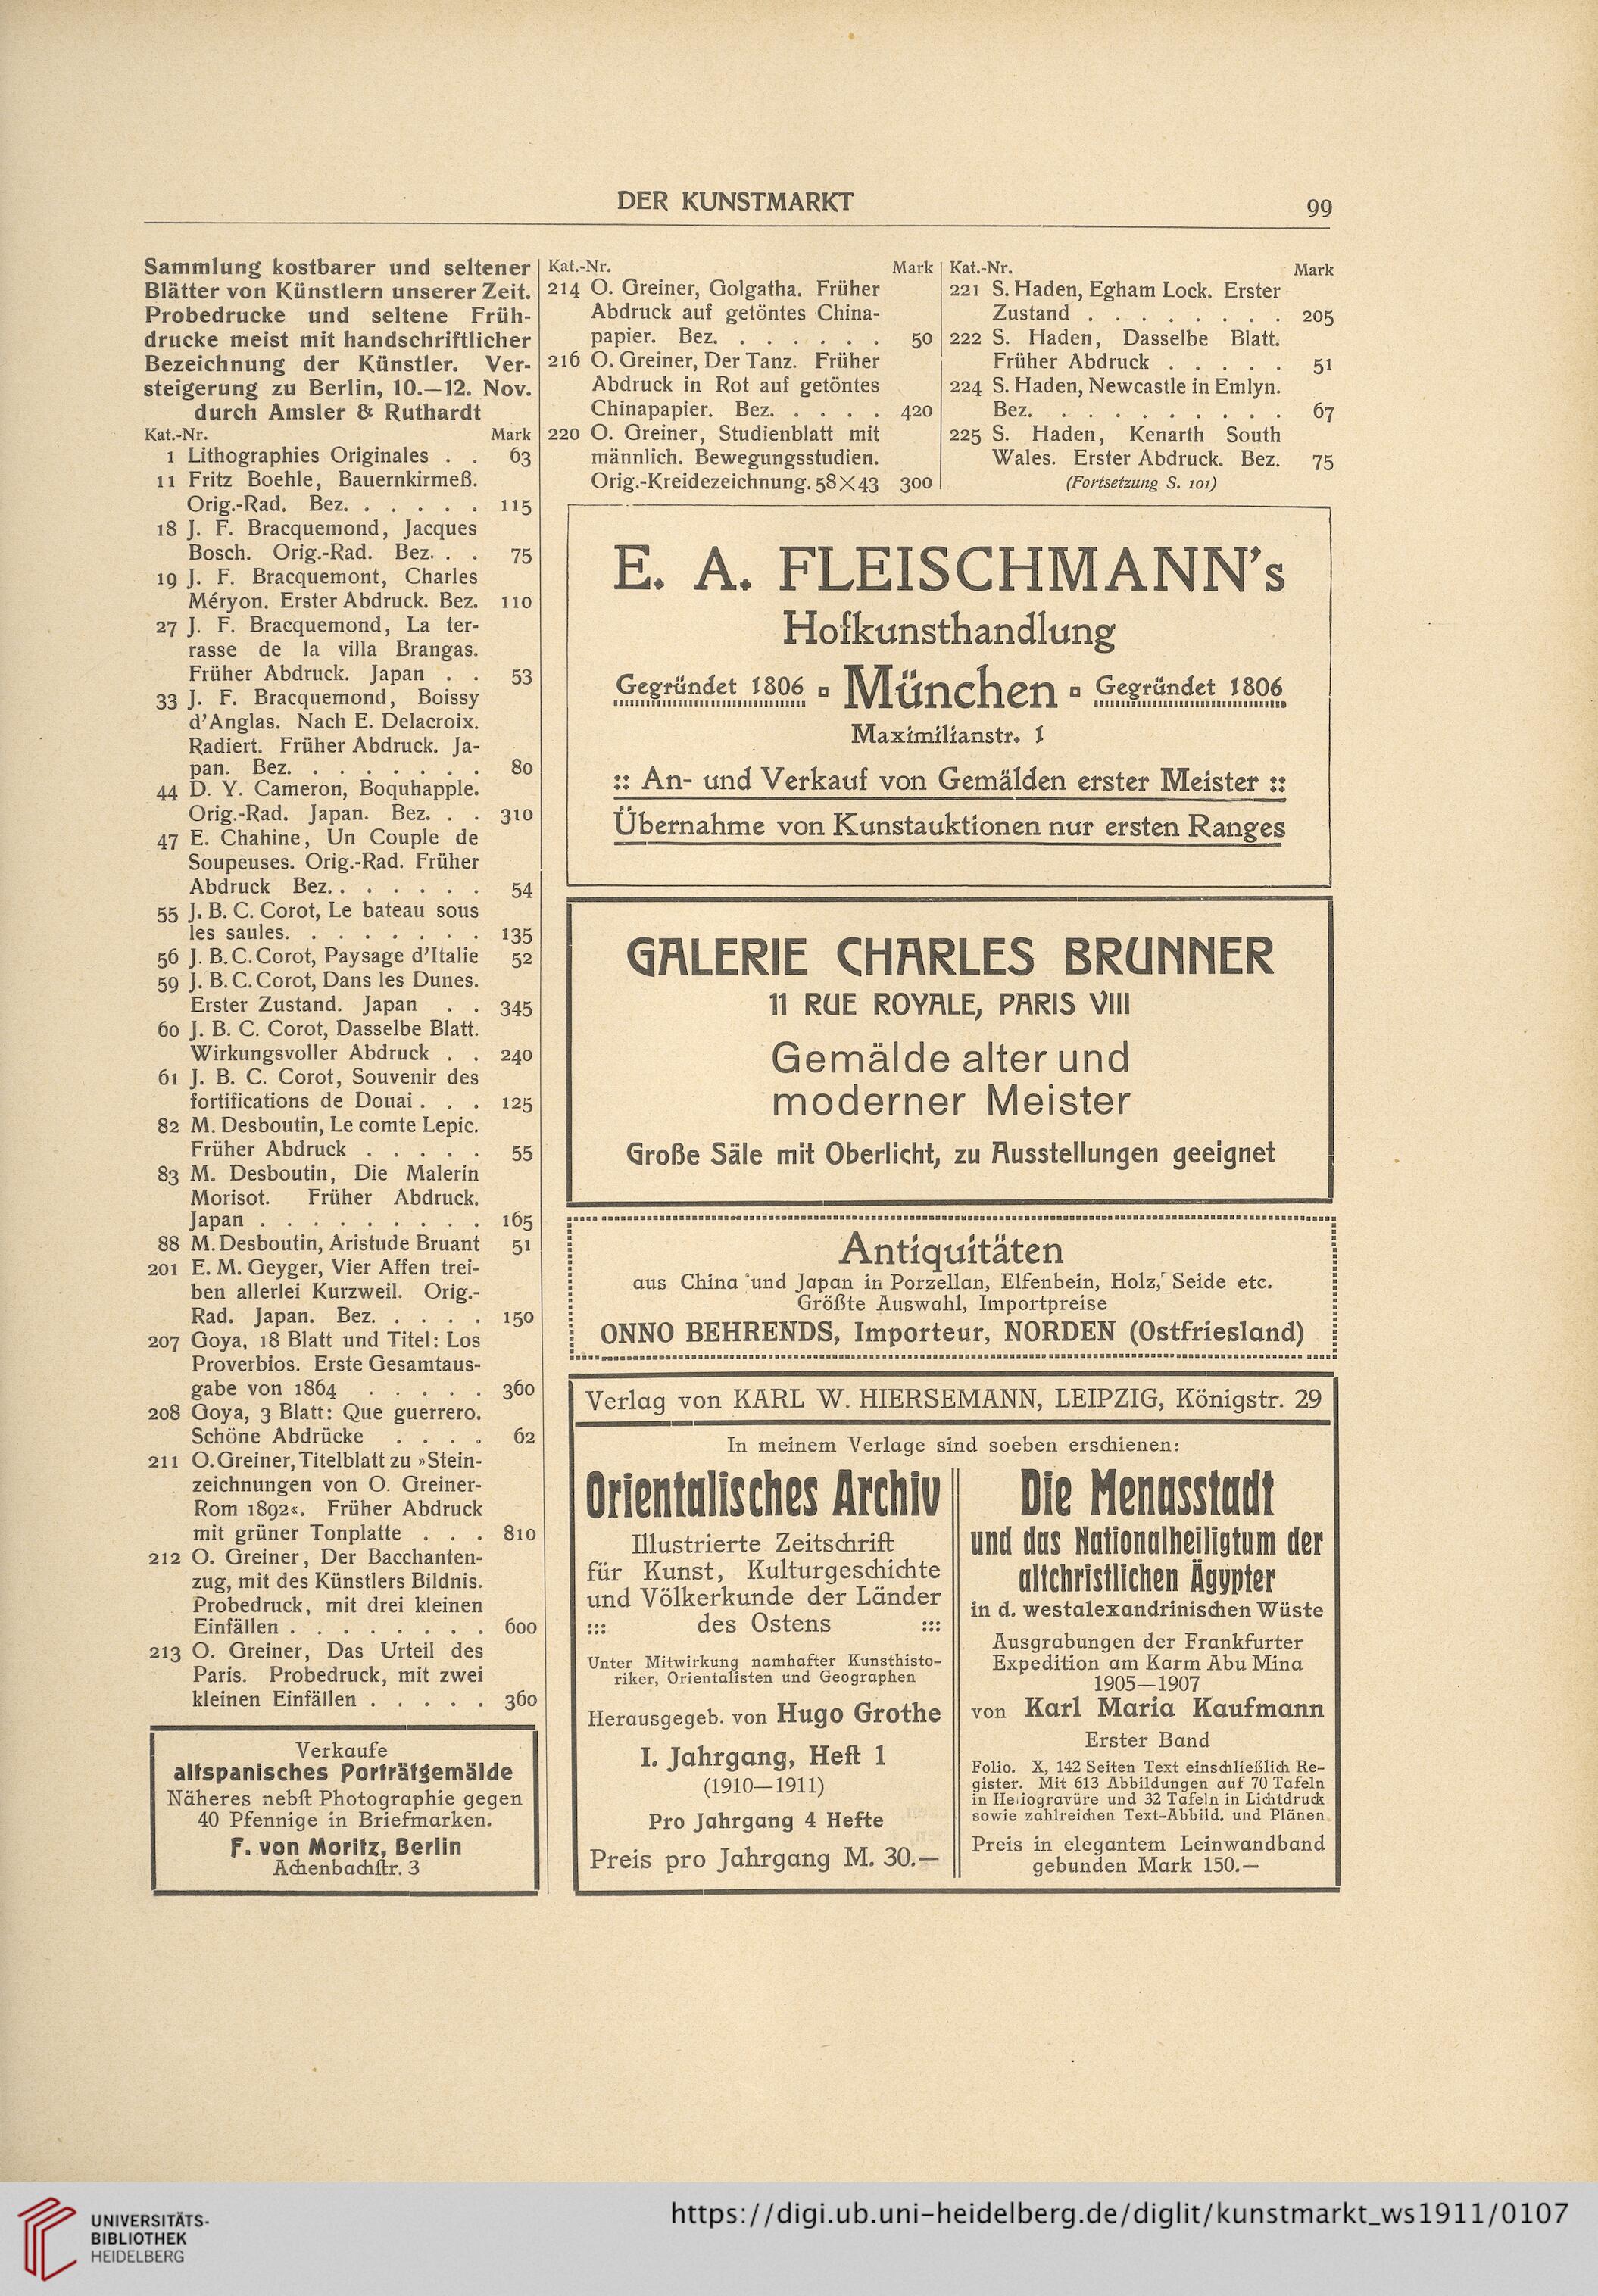 DER KUNSTMARKT
99
Sammlung kostbarer und seltener
Blätter von Künstlern unserer Zeit.
Probedrucke und seltene Früh-
drucke meist mit handschriftlicher
Bezeichnung der Künstler. Ver-
steigerung zu Berlin, 10.—12. Nov.
durch Amsler & Ruthardt
Kat.-Nr. Mark
1 Lithographies Originales . . 63
11 Fritz Boehle, Bauernkirmeß.
Orig.-Rad. Bez. . . . . . 115
18 J. F. Bracquemond, Jacques
Bosch. Orig.-Rad. Bez. . . 75
19 J. F. Bracquemont, Charles
Méryon. Erster Abdruck. Bez. 110
27 J. F. Bracquemond, La ter-
rasse de la villa Brangas.
Früher Abdruck. Japan . . 53
33 J. F. Bracquemond, Boissy
d'Anglas. Nach E. Delacroix.
Radiert. Früher Abdruck. Ja-
pan. Bez. . . . . . . . 80
44 D. Y. Cameron, Boquhapple.
Orig.-Rad. Japan. Bez. . . 310
47 E. Chahine, Un Couple de
Soupeuses. Orig.-Rad. Früher
Abdruck Bez. . . . . . . 54
55 J. B. C. Corot, Le bateau sous
les saules. . . . . . . . 135
56 J. B. C. Corot, Paysage d'Italie 52
59 J. B. C. Corot, Dans les Dunes.
Erster Zustand. Japan . . 345
60 J. B. C. Corot, Dasselbe Blatt.
Wirkungsvoller Abdruck . . 240
61 J. B. C. Corot, Souvenir des
fortifications de Douai . . . 125
82 M. Desboutin, Le comte Lepic.
Früher Abdruck . . . . . 55
83 M. Desboutin, Die Malerin
Morisot. Früher Abdruck.
Japan . . . . . . . . . 165
88 M. Desboutin, Aristude Bruant 51
201 E. M. Geyger, Vier Affen trei-
ben allerlei Kurzweil. Orig.-
Rad. Japan. Bez. . . . . 150
207 Goya, 18 Blatt und Titel: Los
Proverbios. Erste Gesamtaus-
gabe von 1864 . . . . . 360
208 Goya, 3 Blatt: Que guerrero.
Schöne Abdrücke . . . . 62
211 O. Greiner, Titelblatt zu »Stein-
zeichnungen von O. Greiner-
Rom 1892«. Früher Abdruck
mit grüner Tonplatte . . . 810
212 O. Greiner, Der Bacchanten-
zug, mit des Künstlers Bildnis.
Probedruck, mit drei kleinen
Einfällen . . . . . . . . 600
213 O. Greiner, Das Urteil des
Paris. Probedruck, mit zwei
kleinen Einfällen . . . . . 360
Verkaufe
altspanisches Porträtgemälde
Näheres nebst Photographie gegen
40 Pfennige in Briefmarken.
F. von Moritz, Berlin
Achenbachstr. 3
Kat.-Nr. Mark
214 O. Greiner, Golgatha. Früher
Abdruck auf getöntes China-
papier. Bez. . . . . . . 50
216 O. Greiner, Der Tanz. Früher
Abdruck in Rot auf getöntes
Chinapapier. Bez. . . . . 420
220 O. Greiner, Studienblatt mit
männlich. Bewegungsstudien.
Orig.-Kreidezeichnung. 58×43 300
Kat.-Nr. Mark
221 S. Haden, Egham Lock. Erster
Zustand . . . . . . . . 205
222 S. Haden, Dasselbe Blatt.
Früher Abdruck . . . . . 51
224 S. Haden, Newcastle in Emlyn.
Bez. . . . . . . . . . 67
225 S. Haden, Kenarth South
Wales. Erster Abdruck. Bez. 75
(Fortsetzung S. 101)
E. A. FLEISCHMANN's
Hofkunsthandlung
Gegründet 1806 ▫ München ▫ Gegründet 1806
Maximilianstr. 1
:: An- und Verkauf von Gemälden erster Meister ::
Übernahme von Kunstauktionen nur ersten Ranges
GALERIE CHARLES BRUNNER
11 RUE ROYALE, PARIS VIII
Gemälde alter und
moderner Meister
Große Säle mit Oberlicht, zu Ausstellungen geeignet
Antiquitäten
aus China und Japan in Porzellan, Elfenbein, Holz, Seide etc.
Größte Auswahl, Importpreise
ONNO BEHRENDS, Importeur, NORDEN (Ostfriesland)
Verlag von KARL W. HIERSEMANN, LEIPZIG, Königstr. 29
In meinem Verlage sind soeben erschienen:
Orientalisches Archiv
Illustrierte Zeitschrift
für Kunst, Kulturgeschichte
und Völkerkunde der Länder
::: des Ostens :::
Unter Mitwirkung namhafter Kunsthisto-
riker, Orientalisten und Geographen
Herausgegeb. von Hugo Grothe
I. Jahrgang, Heft 1
(1910—1911)
Pro Jahrgang 4 Hefte
Preis pro Jahrgang M. 30.—
Die Menasstadt
und das Nationalheiligtum der
altchristlichen Ägypter
in d. westalexandrinischen Wüste
Ausgrabungen der Frankfurter
Expedition am Karm Abu Mina
1905—1907
von Karl Maria Kaufmann
Erster Band
Folio. X, 142 Seiten Text einschließlich Re-
gister. Mit 613 Abbildungen auf 70 Tafeln
in Heliogravüre und 32 Tafeln in Lichtdruck
sowie zahlreichen Text-Abbild. und Plänen
Preis in elegantem Leinwandband
gebunden Mark 150.—
UNIVERSITÄTS-
BIBLIOTHEK
HEIDELBERG
https://digi.ub.uni-heidelberg.de/diglit/kunstmarkt_ws1911/0107